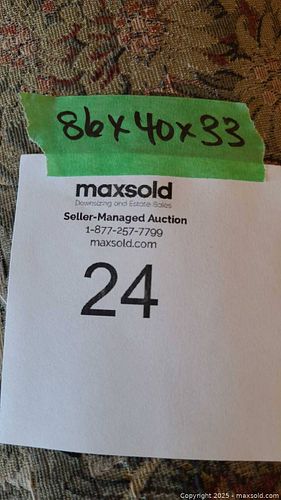 86x40x33
maxsold
Downsizing and Estate Sales
Seller-Managed Auction
1-877-257-7799
maxsold.com
24
Copyright 2025 - maxsold.com